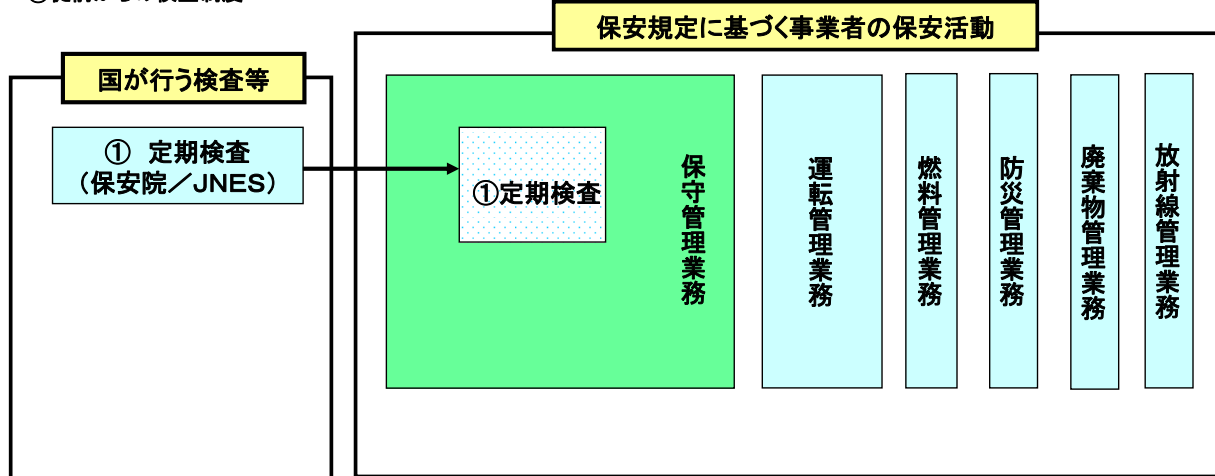 保安規定に基づく事業者の保安活動
国が行う検査等
① 定期検査
（保安院／JNES）
①定期検査
保守管理業務
運転管理業務
燃料管理業務
防災管理業務
廃棄物管理業務
放射線管理業務